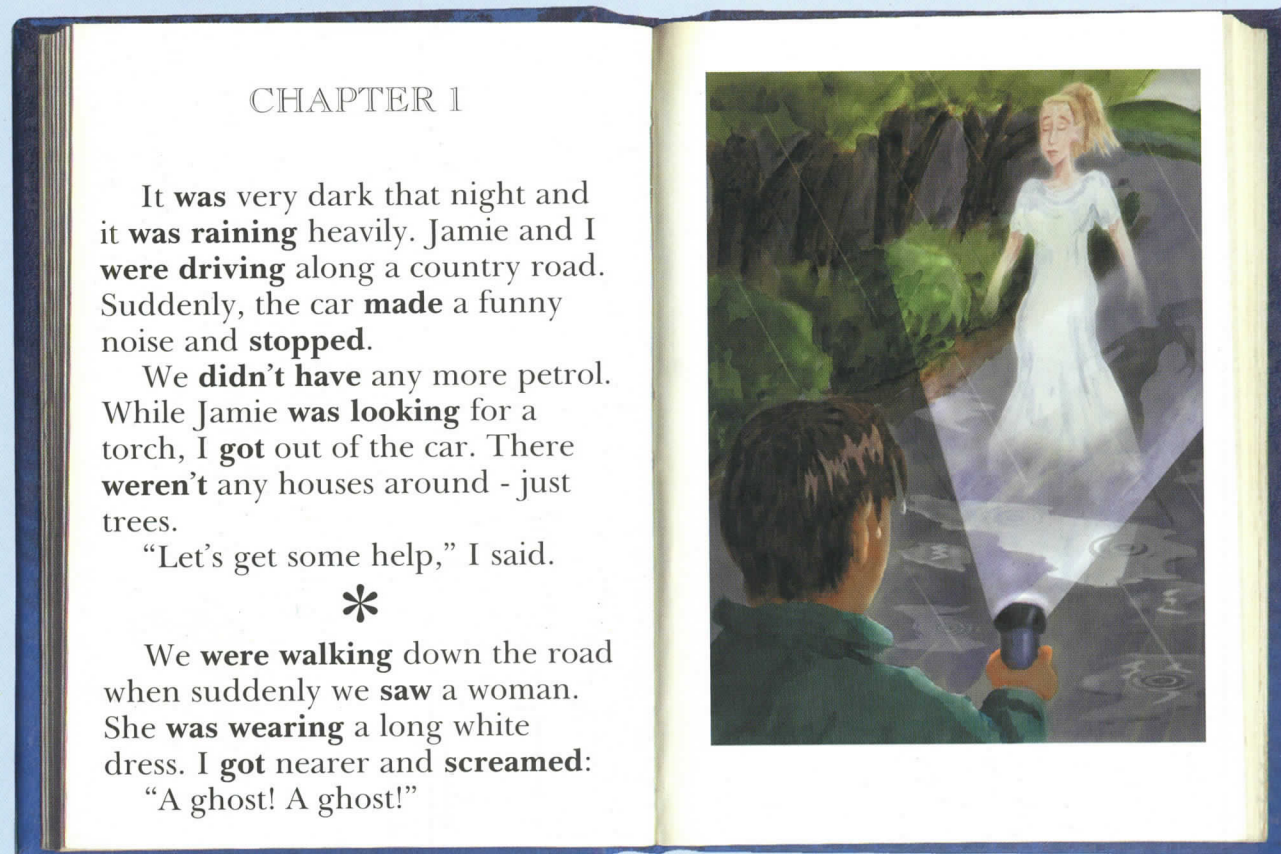 CHAPTER 1
It was very dark that night and
it was raining heavily. Jamie and I
were driving along a country road.
Suddenly, the car made a funny
noise and stopped.
We didn't have any more petrol.
While Jamie was looking for a
torch, I got out of the car. There
weren't any houses around - just
trees.
“Let's get some help,” I said.
*
We were walking down the road
when suddenly we saw a woman.
She was wearing a long white
dress. I got nearer and screamed:
“A ghost! A ghost!”